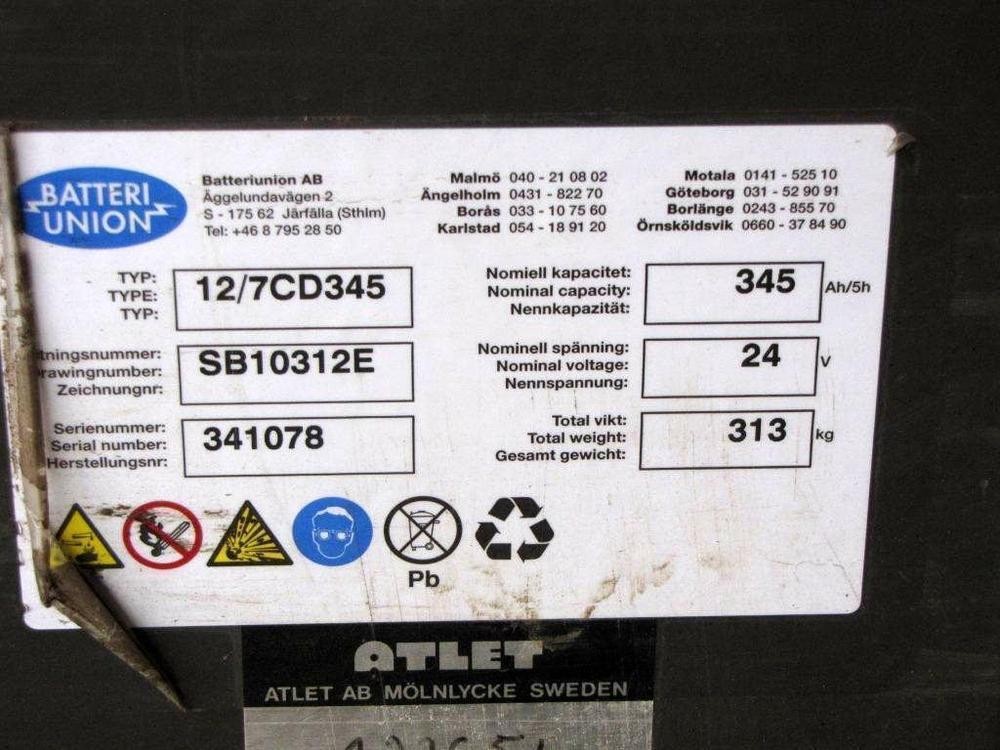 BATTERI
UNION
Batteriunion AB
Äggelundavägen 2
S - 175 62 Järfälla (Sthlm)
Tel: +46 8 795 28 50
Malmö 040 - 21 08 02
Ängelholm 0431 - 822 70
Borås 033 - 10 75 60
Karlstad 054 - 18 91 20
Motala 0141 - 525 10
Göteborg 031 - 52 90 91
Borlänge 0243 - 855 70
Örnsköldsvik 0660 - 37 84 90
TYP:
TYPE:
TYP:
12/7CD345
Nomiell kapacitet:
Nominal capacity:
Nennkapazität:
345 Ah/5h
tningsnummer:
rawingnumber:
Zeichnungnr:
SB10312E
Nominell spänning:
Nominal voltage:
Nennspannung:
24 V
Serienummer:
Serial number:
Herstellungsnr:
341078
Total vikt:
Total weight:
Gesamt gewicht:
313 kg
Pb
ATLET
ATLET AB MÖLNLYCKE SWEDEN